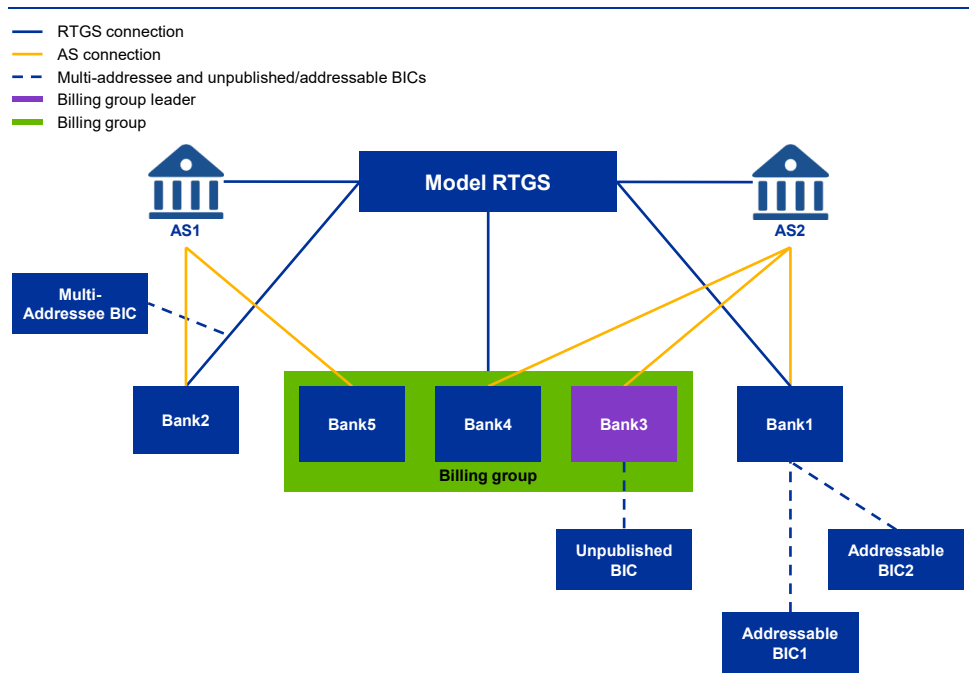 RTGS connection
AS connection
Multi-addressee and unpublished/addressable BICs
Billing group leader
Billing group
Model RTGS
AS1
AS2
Multi-
Addressee BIC
Bank2
Bank5
Bank4
Bank3
Bank1
Billing group
Unpublished
BIC
Addressable
BIC2
Addressable
BIC1